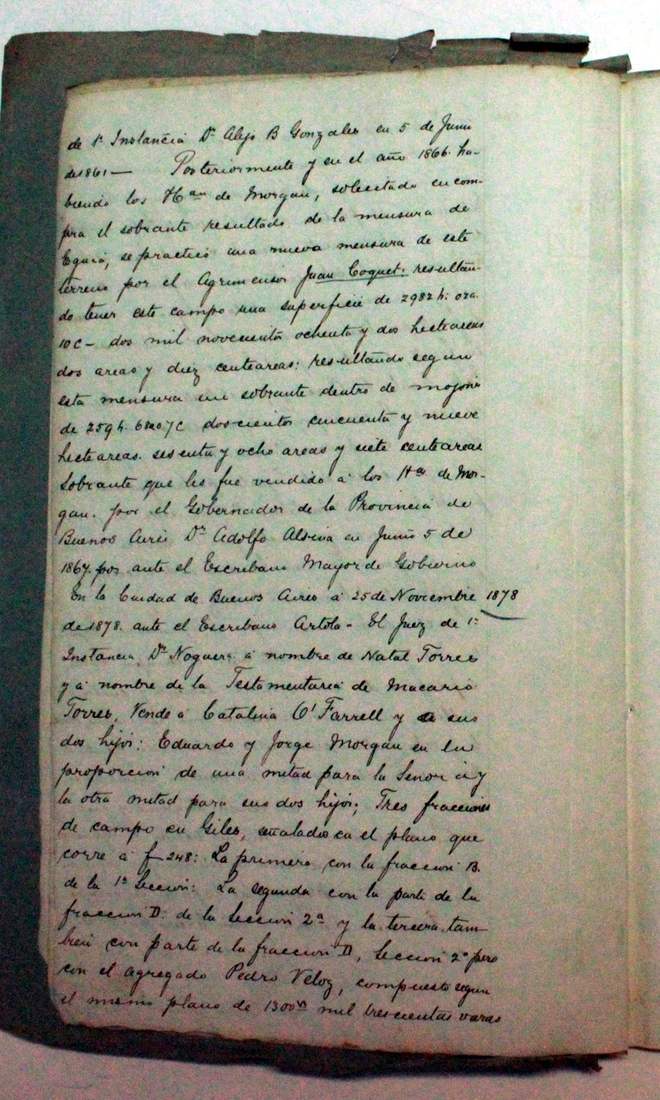 de 1ª Instancia Dn Alejo B Gonzales en 5 de Junio
de 1861 — Posteriormente y en el año 1866. ha-
biendo los Hnos de Morgan, solicitado en com-
pra el sobrante resultado de la mensura de
Eguia, se practicó una nueva mensura de este
terreno por el Agrimensor Juan Coquet. resultan-
do tener este campo una superficie de 2982 h. 02a.
10c — dos mil novecientos ochenta y dos hectareas
dos areas y diez centeareas: resultando segun
esta mensura un sobrante dentro de mojones
de 259 h. 68a 07c doscientos cincuenta y nueve
hectareas. sesenta y ocho areas y siete centeareas
Sobrante que les fue vendido á los Hos de Mor-
gan. por el Gobernador de la Provincia de
Buenos Aires Dr Adolfo Alsina en Junio 5 de
1867, por ante el Escribano Mayor de Gobierno
En la Ciudad de Buenos Aires á 25 de Noviembre 1878
de 1878. ante el Escribano Artola - El Juez de 1ª
Instancia, Dr Noguera á nombre de Natal Torres
y á nombre de la Testamentaria de Macario
Torres, Vende á Catalina O'Farrell y a sus
dos hijos: Eduardo y Jorge Morgan en la
proporcion de una mitad para la Senora y
la otra mitad para sus dos hijos; Tres fracciones
de campo en Giles, señalados en el plano que
corre á f 248: La primera con la fraccion B.
de la 1ª Seccion: La segunda con la parte de la
fraccion D. de la Seccion 2ª y la tercera tam
bien con parte de la fraccion D, Seccion 2ª pero
con el agregado Pedro Veloz, compuesto segun
el mismo plano de 1300vs mil trescientas varas